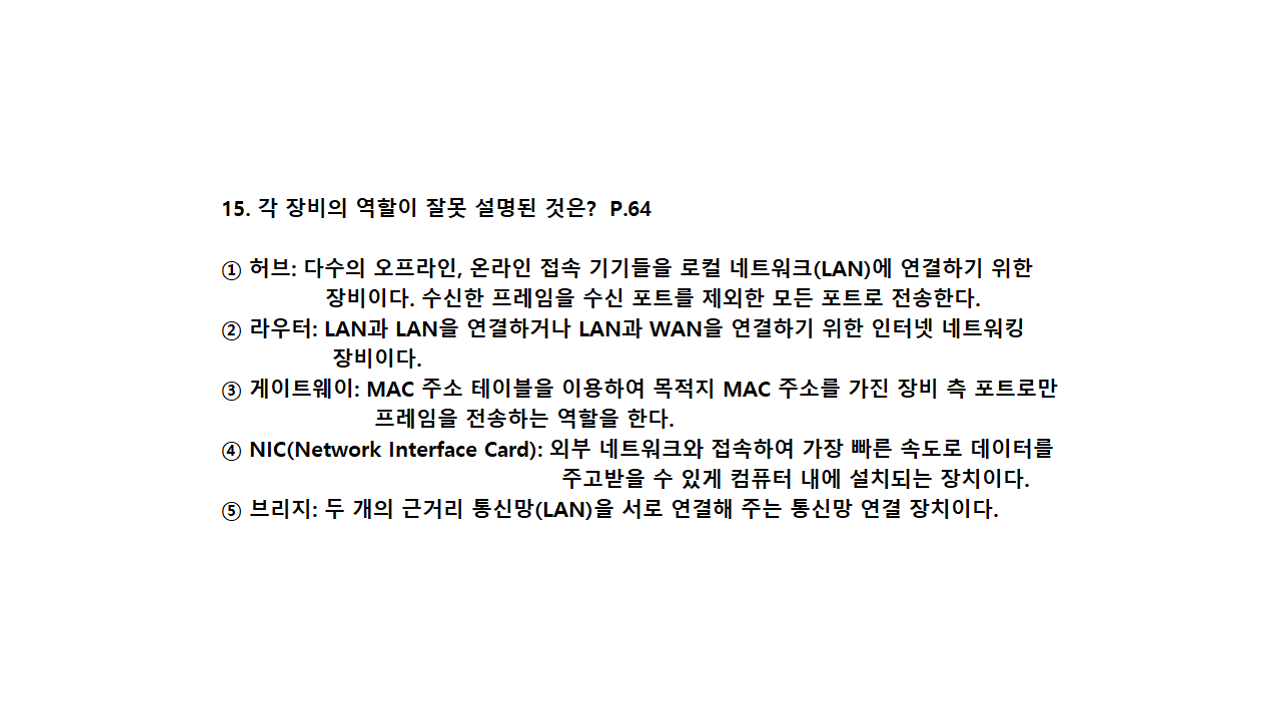 15. 각 장비의 역할이 잘못 설명된 것은? P.64
① 허브: 다수의 오프라인, 온라인 접속 기기들을 로컬 네트워크(LAN)에 연결하기 위한
장비이다. 수신한 프레임을 수신 포트를 제외한 모든 포트로 전송한다.
② 라우터: LAN과 LAN을 연결하거나 LAN과 WAN을 연결하기 위한 인터넷 네트워킹
장비이다.
③ 게이트웨이: MAC 주소 테이블을 이용하여 목적지 MAC 주소를 가진 장비 측 포트로만
프레임을 전송하는 역할을 한다.
④ NIC(Network Interface Card): 외부 네트워크와 접속하여 가장 빠른 속도로 데이터를
주고받을 수 있게 컴퓨터 내에 설치되는 장치이다.
⑤ 브리지: 두 개의 근거리 통신망(LAN)을 서로 연결해 주는 통신망 연결 장치이다.